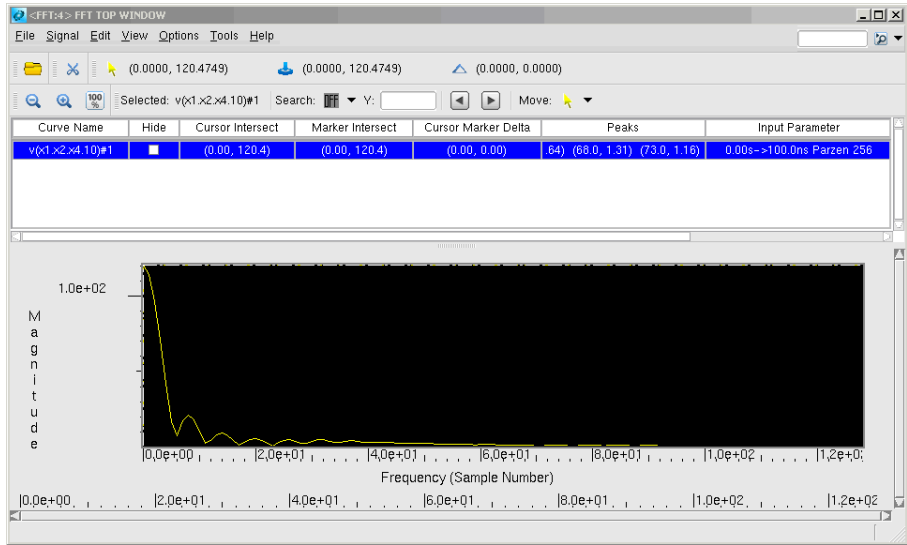 <FFT:4> FFT TOP WINDOW
File Signal Edit View Options Tools Help
(0.0000, 120.4749) (0.0000, 120.4749) (0.0000, 0.0000)
100 % Selected: v(x1.x2.x4.10)#1 Search: Y: Move:
Curve Name Hide Cursor Intersect Marker Intersect Cursor Marker Delta Peaks Input Parameter
v(x1.x2.x4.10)#1 (0.00, 120.4) (0.00, 120.4) (0.00, 0.00) .64) (68.0, 1.31) (73.0, 1.16) 0.00s->100.0ns Parzen 256
1.0e+02
Magnitude
0.0e+00 2.0e+01 4.0e+01 6.0e+01 8.0e+01 1.0e+02 1.2e+0
Frequency (Sample Number)
0.0e+00 2.0e+01 4.0e+01 6.0e+01 8.0e+01 1.0e+02 1.2e+02